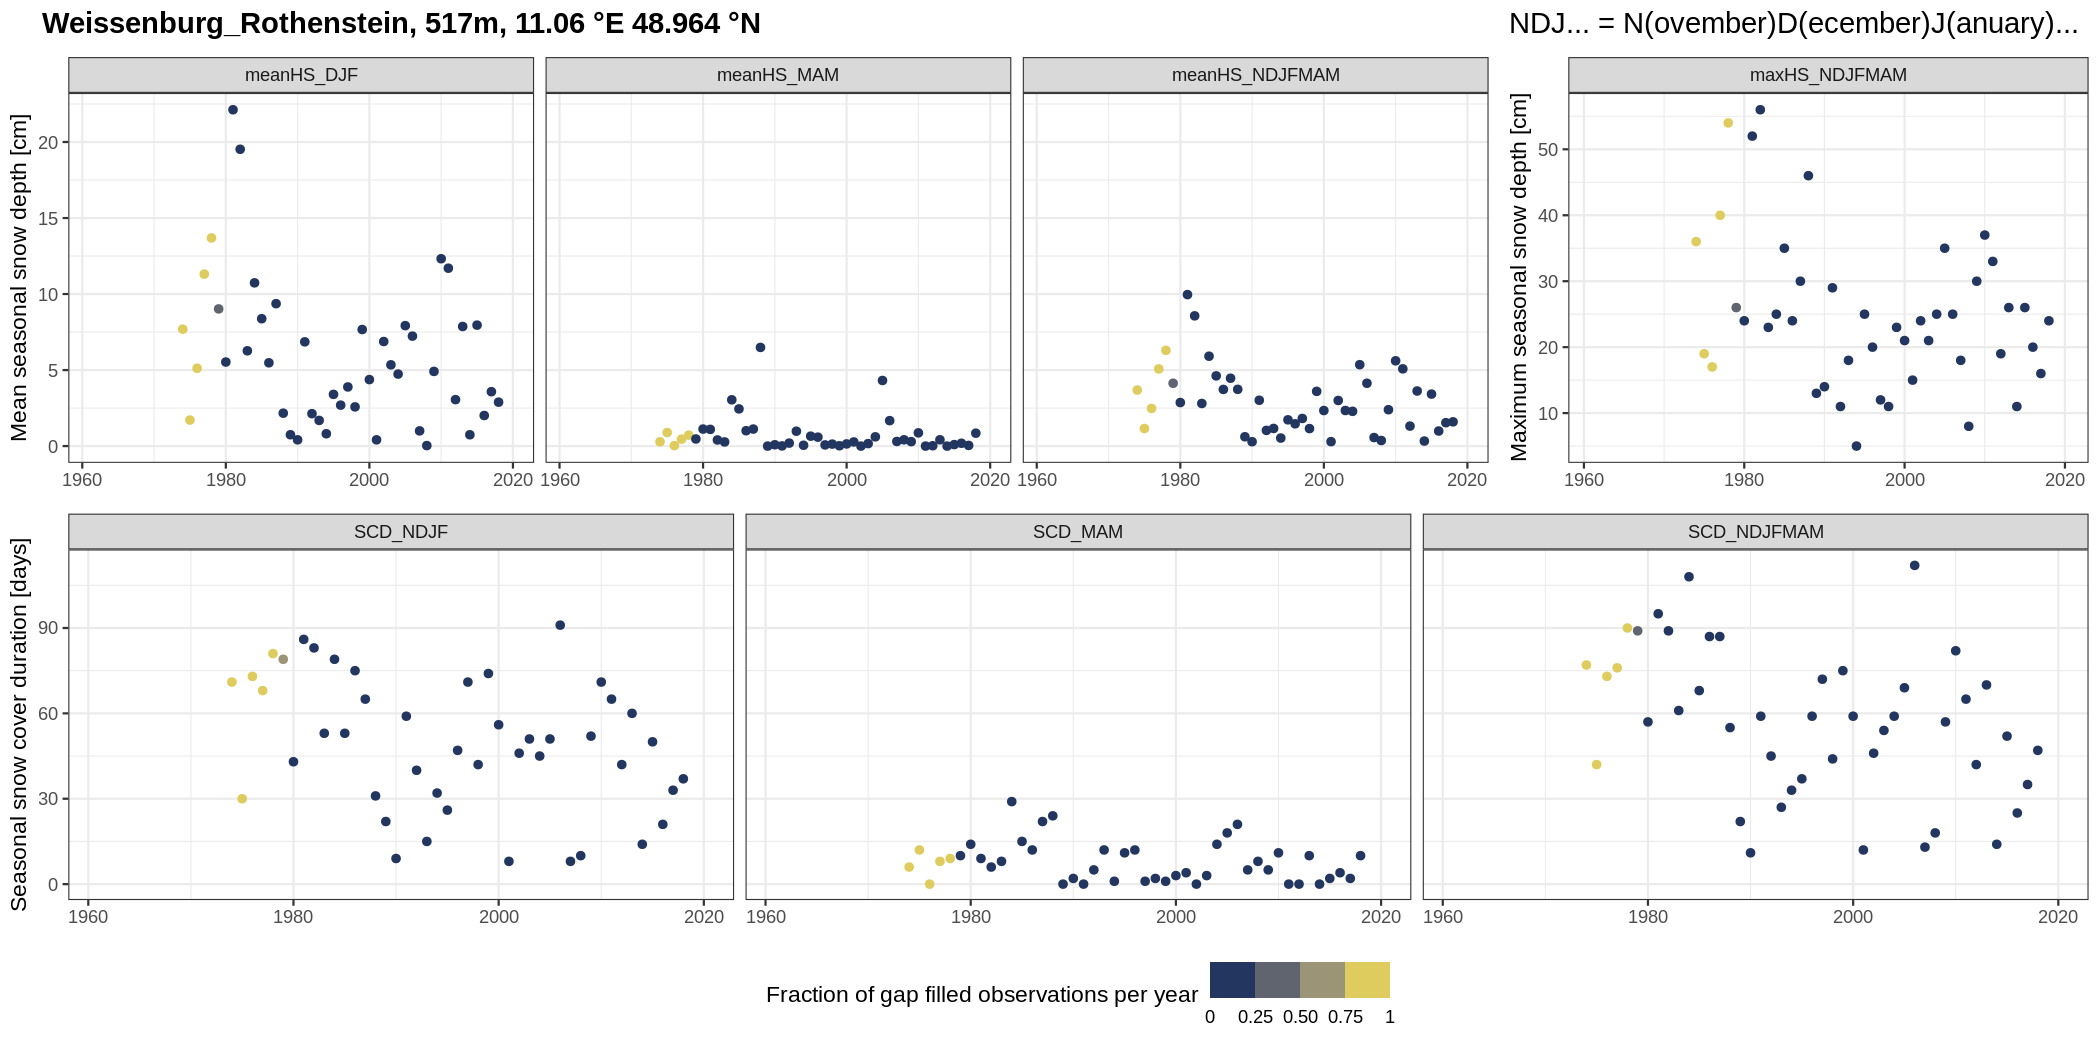 Weissenburg_Rothenstein, 517m, 11.06 °E 48.964 °N
NDJ... = N(ovember)D(ecember)J(anuary)...
meanHS_DJF
meanHS_MAM
meanHS_NDJFMAM
maxHS_NDJFMAM
Mean seasonal snow depth [cm]
20
15
10
5
0
1960 1980 2000 2020
1960 1980 2000 2020
1960 1980 2000 2020
Maximum seasonal snow depth [cm]
50
40
30
20
10
1960 1980 2000 2020
SCD_NDJF
SCD_MAM
SCD_NDJFMAM
Seasonal snow cover duration [days]
90
60
30
0
1960 1980 2000 2020
1960 1980 2000 2020
1960 1980 2000 2020
Fraction of gap filled observations per year
0 0.25 0.50 0.75 1